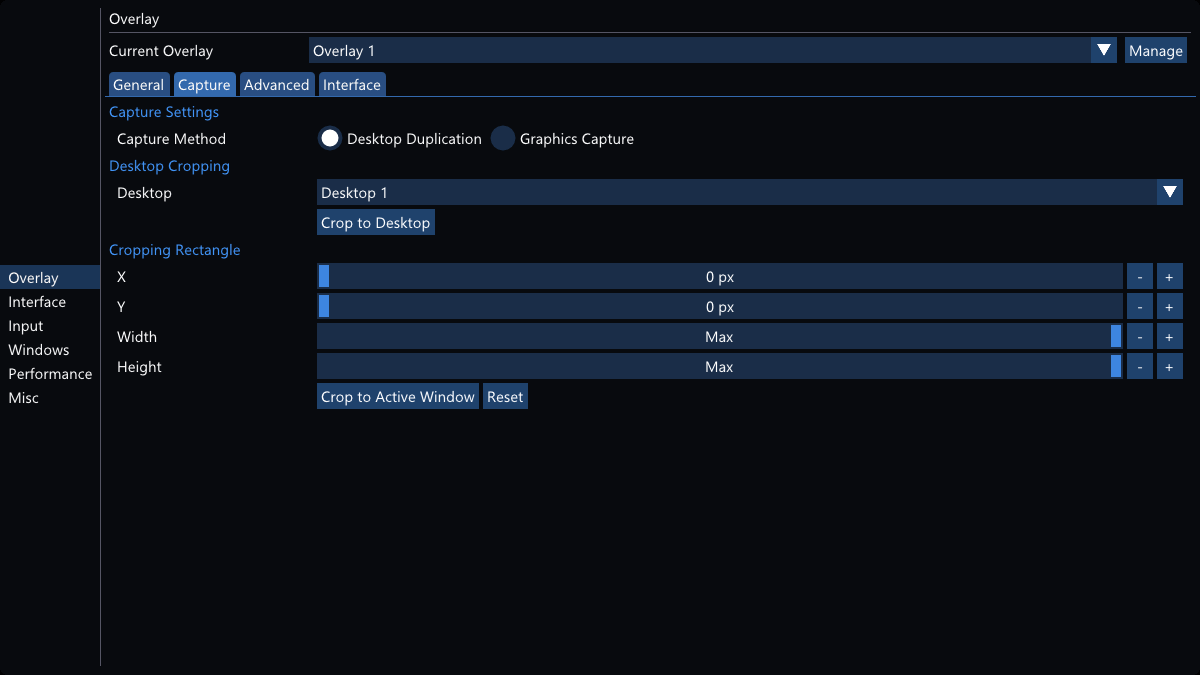 Overlay
Current Overlay Overlay 1 Manage
General Capture Advanced Interface
Capture Settings
Capture Method Desktop Duplication Graphics Capture
Desktop Cropping
Desktop Desktop 1
Crop to Desktop
Cropping Rectangle
Overlay
X 0 px - +
Interface
Y 0 px - +
Input
Width Max - +
Windows
Height Max - +
Performance
Misc
Crop to Active Window Reset